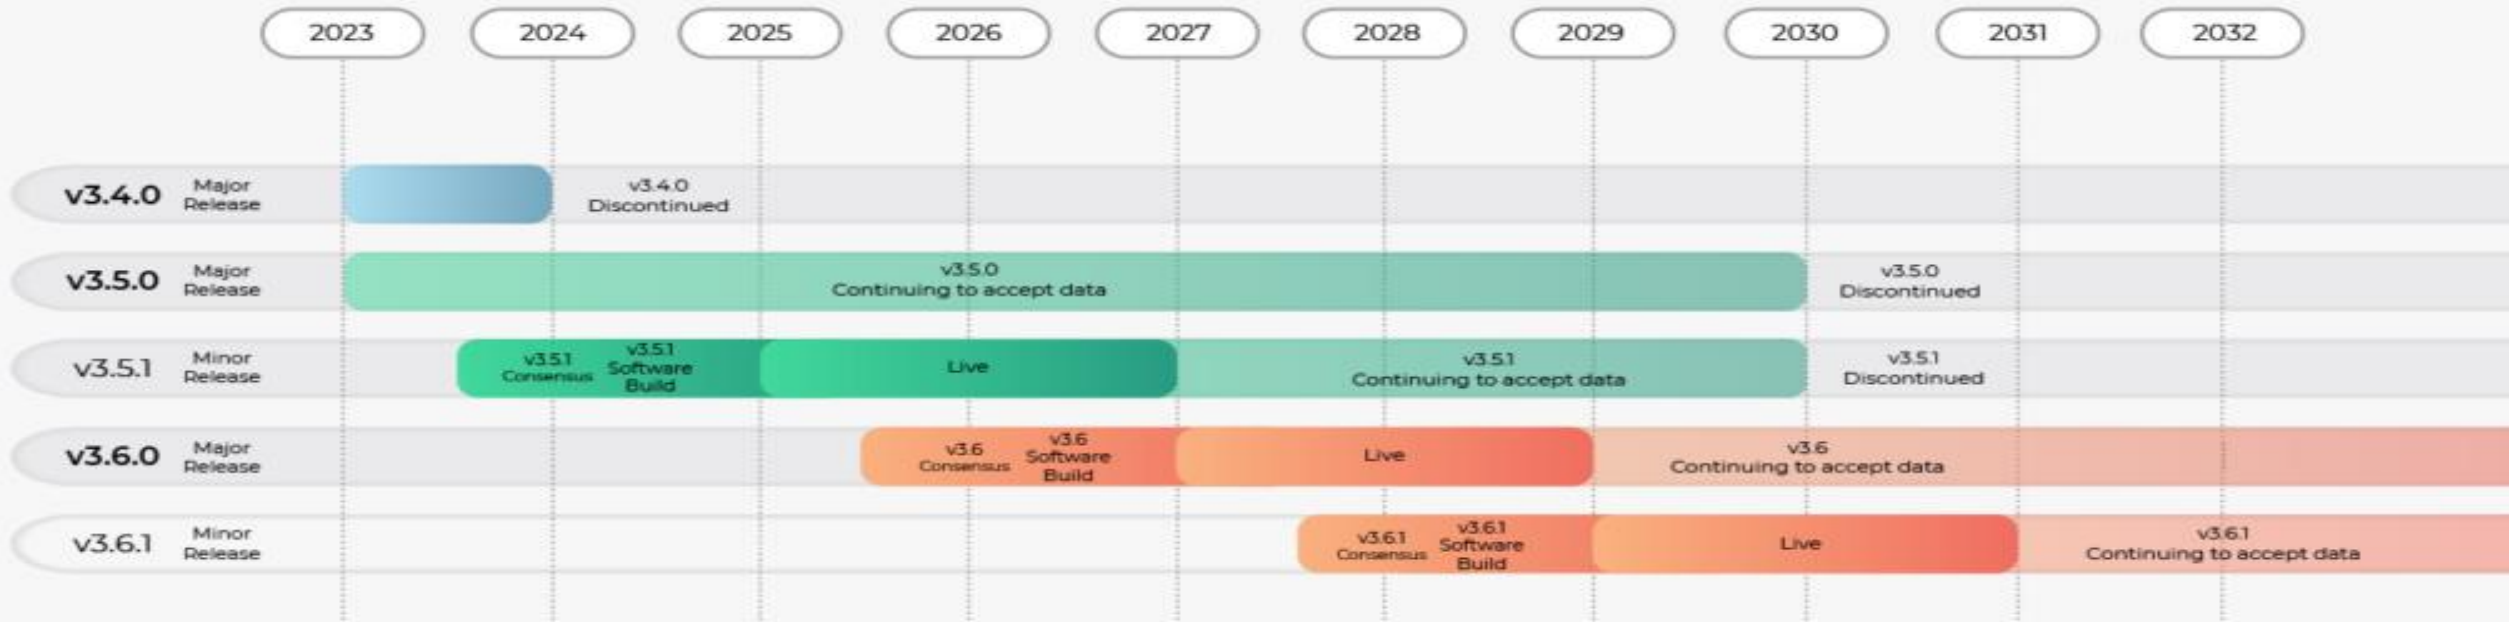 2023 2024 2025 2026 2027 2028 2029 2030 2031 2032
v3.4.0
Major
Release
v3.4.0
Discontinued
v3.5.0
Major
Release
v3.5.0
Continuing to accept data
v3.5.0
Discontinued
v3.5.1
Minor
Release
v3.5.1
Consensus
v3.5.1
Software
Build
Live
v3.5.1
Continuing to accept data
v3.5.1
Discontinued
v3.6.0
Major
Release
v3.6
Consensus
v3.6
Software
Build
Live
v3.6
Continuing to accept data
v3.6.1
Minor
Release
v3.6.1
Consensus
v3.6.1
Software
Build
Live
v3.6.1
Continuing to accept data